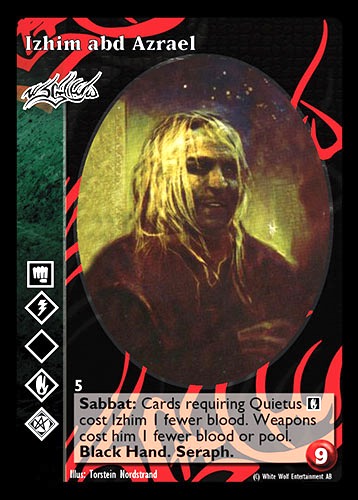 Izhim abd Azrael
5
Sabbat: Cards requiring Quietus
cost Izhim 1 fewer blood. Weapons
cost him 1 fewer blood or pool.
Black Hand. Seraph.
9
Illus: Torstein Nordstrand
(C) White Wolf Entertainment AB